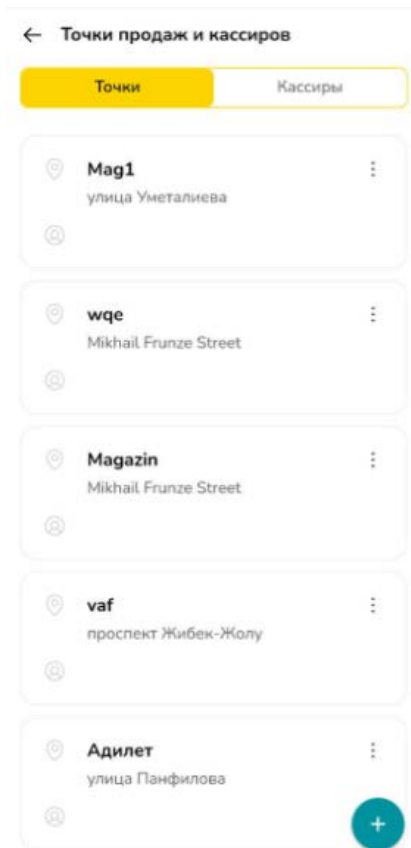 Точки продаж и кассиров
Точки
Кассиры
Mag1
улица Уметалиева
wqe
Mikhail Frunze Street
Magazin
Mikhail Frunze Street
vaf
проспект Жибек-Жолу
Адилет
улица Панфилова